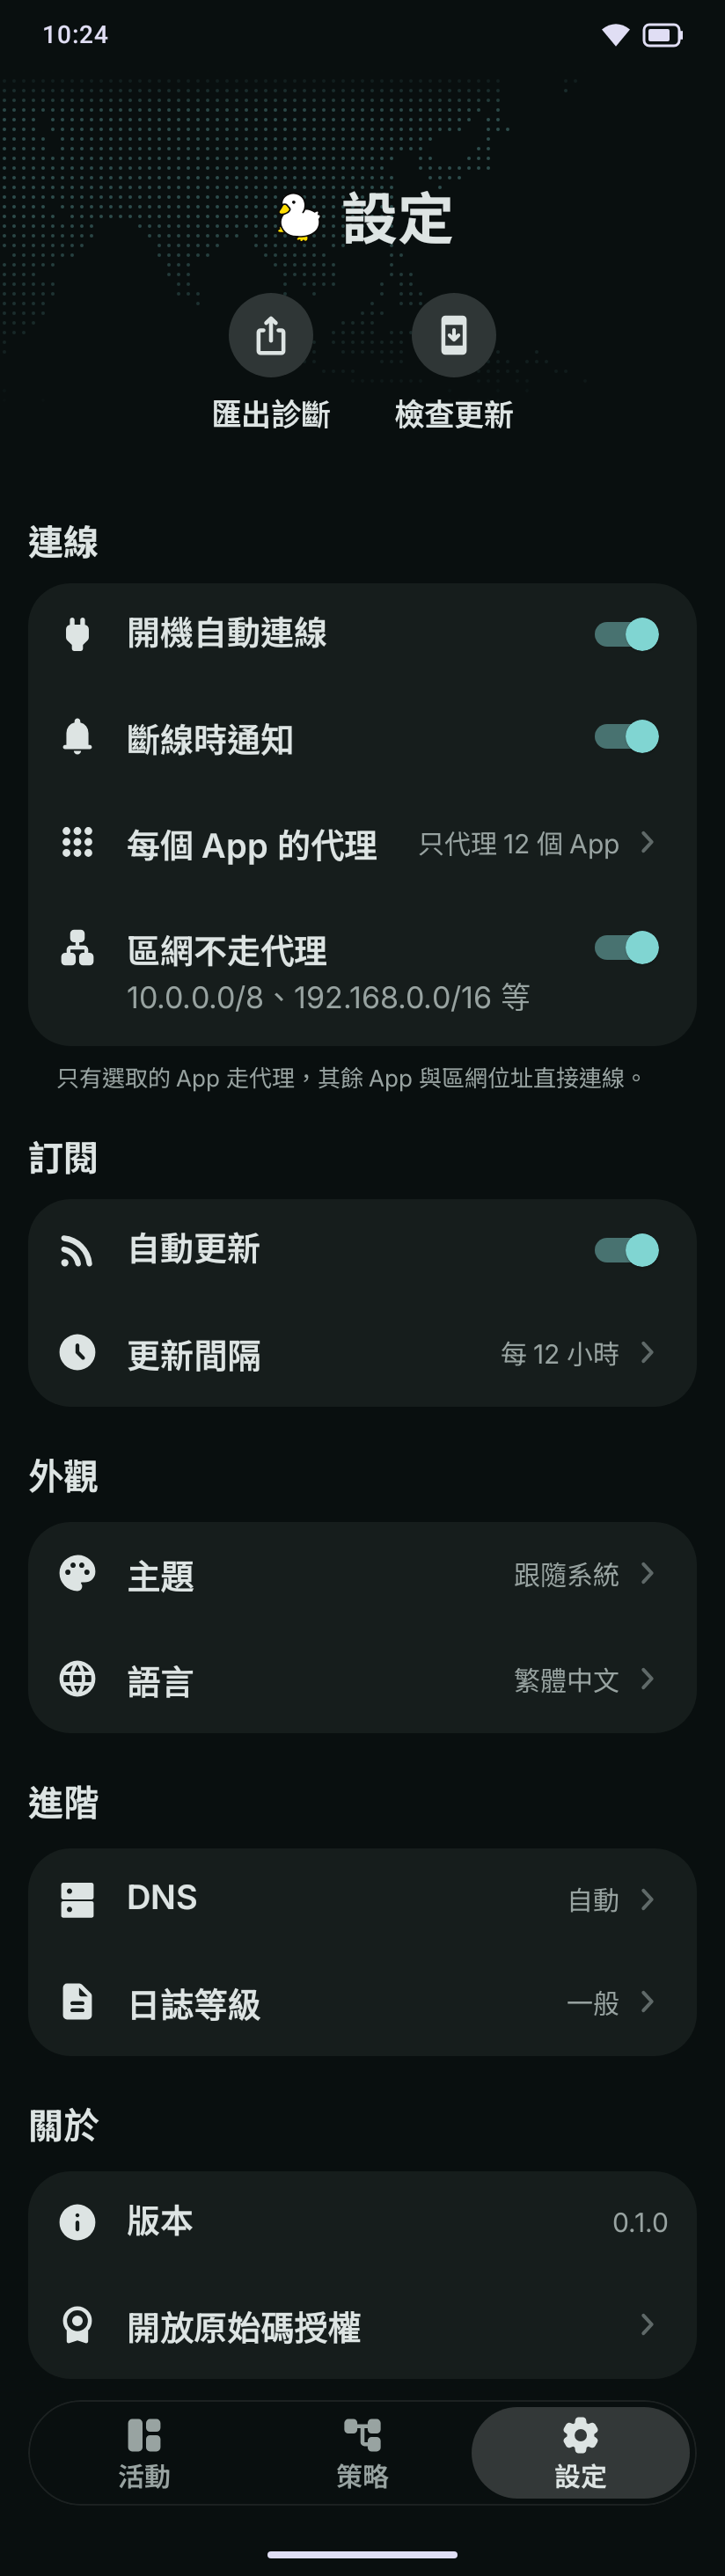 10:24
設定
匯出診斷
檢查更新
連線
開機自動連線
斷線時通知
每個 App 的代理 只代理 12 個 App
區網不走代理
10.0.0.0/8、192.168.0.0/16 等
只有選取的 App 走代理，其餘 App 與區網位址直接連線。
訂閱
自動更新
更新間隔 每 12 小時
外觀
主題 跟隨系統
語言 繁體中文
進階
DNS 自動
日誌等級 一般
關於
版本 0.1.0
開放原始碼授權
活動 策略 設定